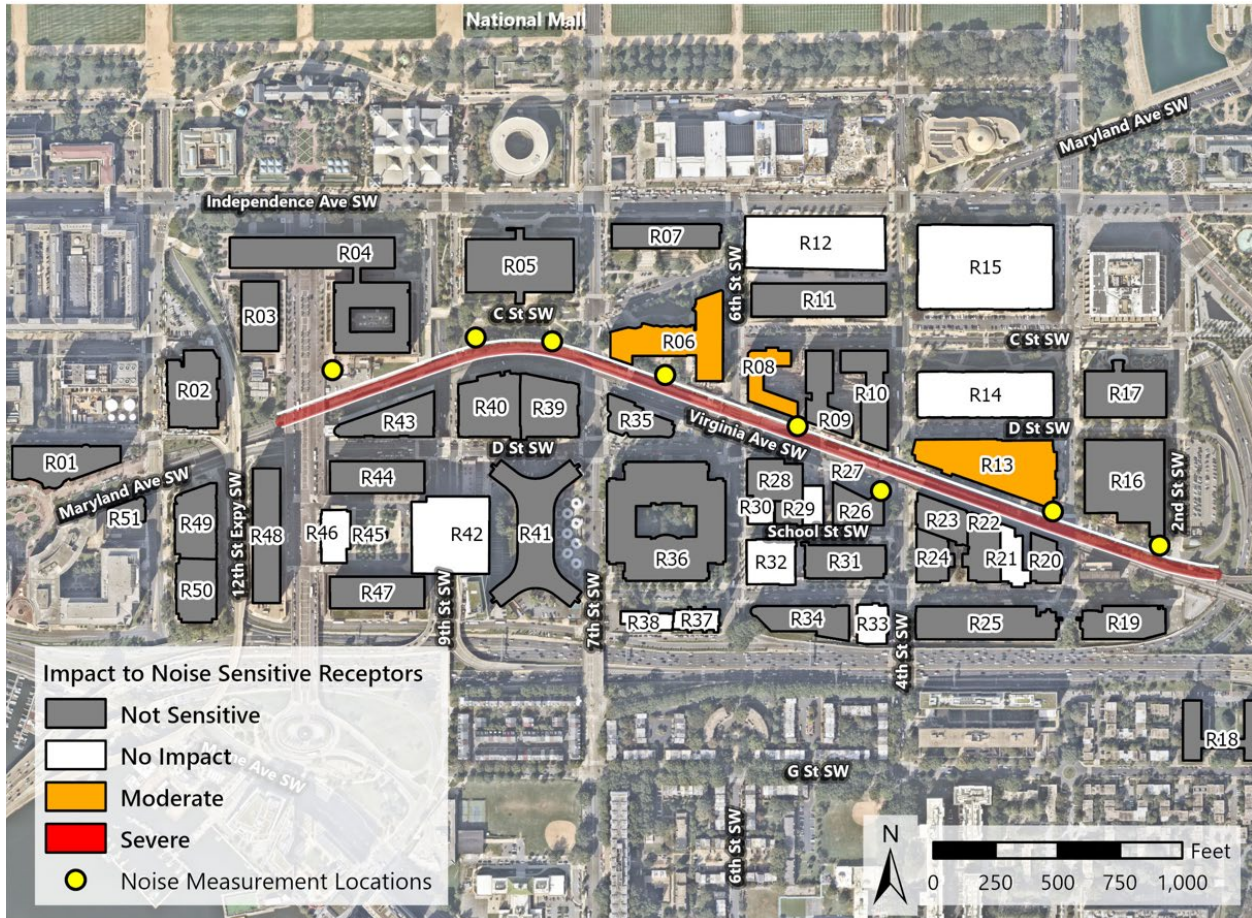 National Mall
Maryland Ave SW
Independence Ave SW
R07
6th St SW
R12
R15
R04
R05
R11
R03
C St SW
R06
C St SW
R08
R02
R10
R14
R17
R40
R39
R09
R43
R35
Virginia Ave SW
D St SW
D St SW
R01
R13
R16
2nd St SW
Maryland Ave SW
R44
R28
R27
R51
R49
12th St Expy SW
R48
R46
R45
R42
R41
R30
R29
R26
R23
R22
School St SW
R36
R32
R31
R24
R21
R20
R50
R47
9th St SW
7th St SW
R38
R37
R34
R33
4th St SW
R25
R19
Impact to Noise Sensitive Receptors
Not Sensitive
No Impact
Moderate
Severe
Noise Measurement Locations
R18
G St SW
6th St SW
N
Feet
0 250 500 750 1,000